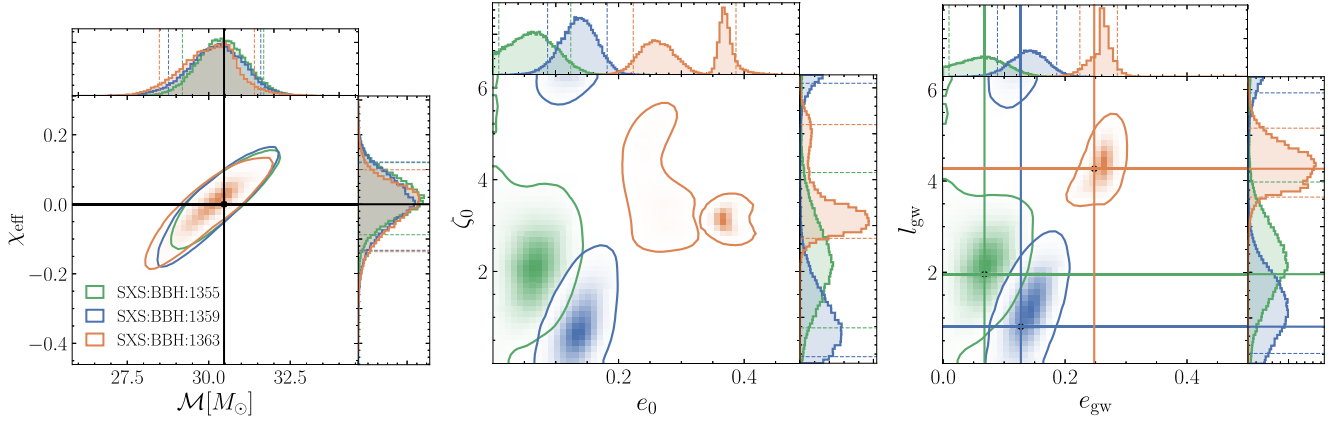 0.2
0.0
−0.2
−0.4
χeff
SXS:BBH:1355
SXS:BBH:1359
SXS:BBH:1363
27.5 30.0 32.5
ℳ[M⊙]
6
4
2
ζ0
0.2 0.4
e0
6
4
2
lgw
0.0 0.2 0.4
egw